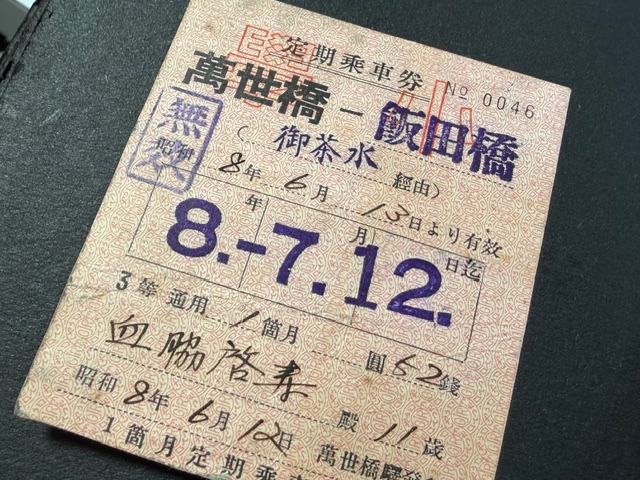 定期乗車券
№ 0046
萬世橋 － 飯田橋
（御茶水 經由）
無効
昭和 8年 6月 13日より有效
年 月 日迄
8.-7.12.
3等 通用 1箇月 圓 62錢
血脇啓
殿 11歳
昭和 8年 6月 12日 萬世橋驛發
1箇月定期乗車